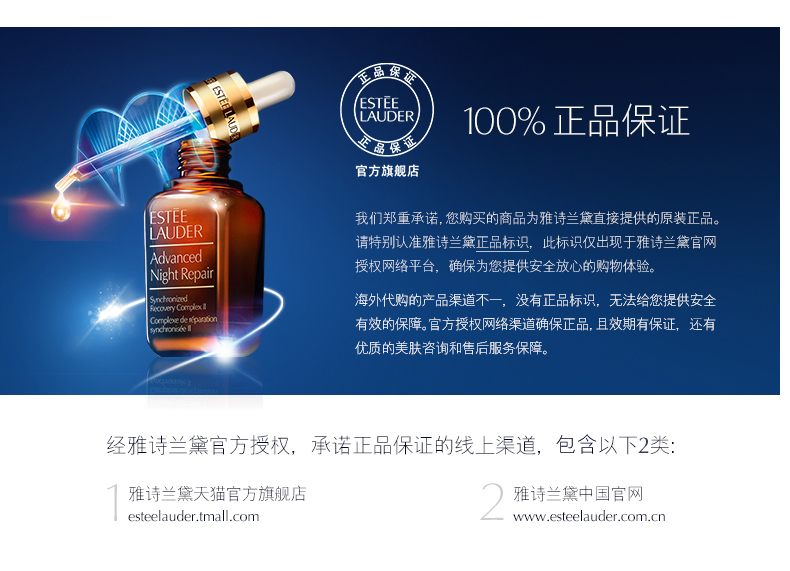 ESTĒE LAUDER
ESTĒE
LAUDER
Advanced
Night Repair
Synchronized
Recovery Complex II
Complexe de réparation
synchronisée II
正品保证
ESTĒE
LAUDER
正品保证
官方旗舰店
100% 正品保证
我们郑重承诺,您购买的商品为雅诗兰黛直接提供的原装正品。
请特别认准雅诗兰黛正品标识，此标识仅出现于雅诗兰黛官网
授权网络平台，确保为您提供安全放心的购物体验。
海外代购的产品渠道不一，没有正品标识，无法给您提供安全
有效的保障。官方授权网络渠道确保正品,且效期有保证，还有
优质的美肤咨询和售后服务保障。
经雅诗兰黛官方授权，承诺正品保证的线上渠道，包含以下2类:
1 雅诗兰黛天猫官方旗舰店
esteelauder.tmall.com
2 雅诗兰黛中国官网
www.esteelauder.com.cn